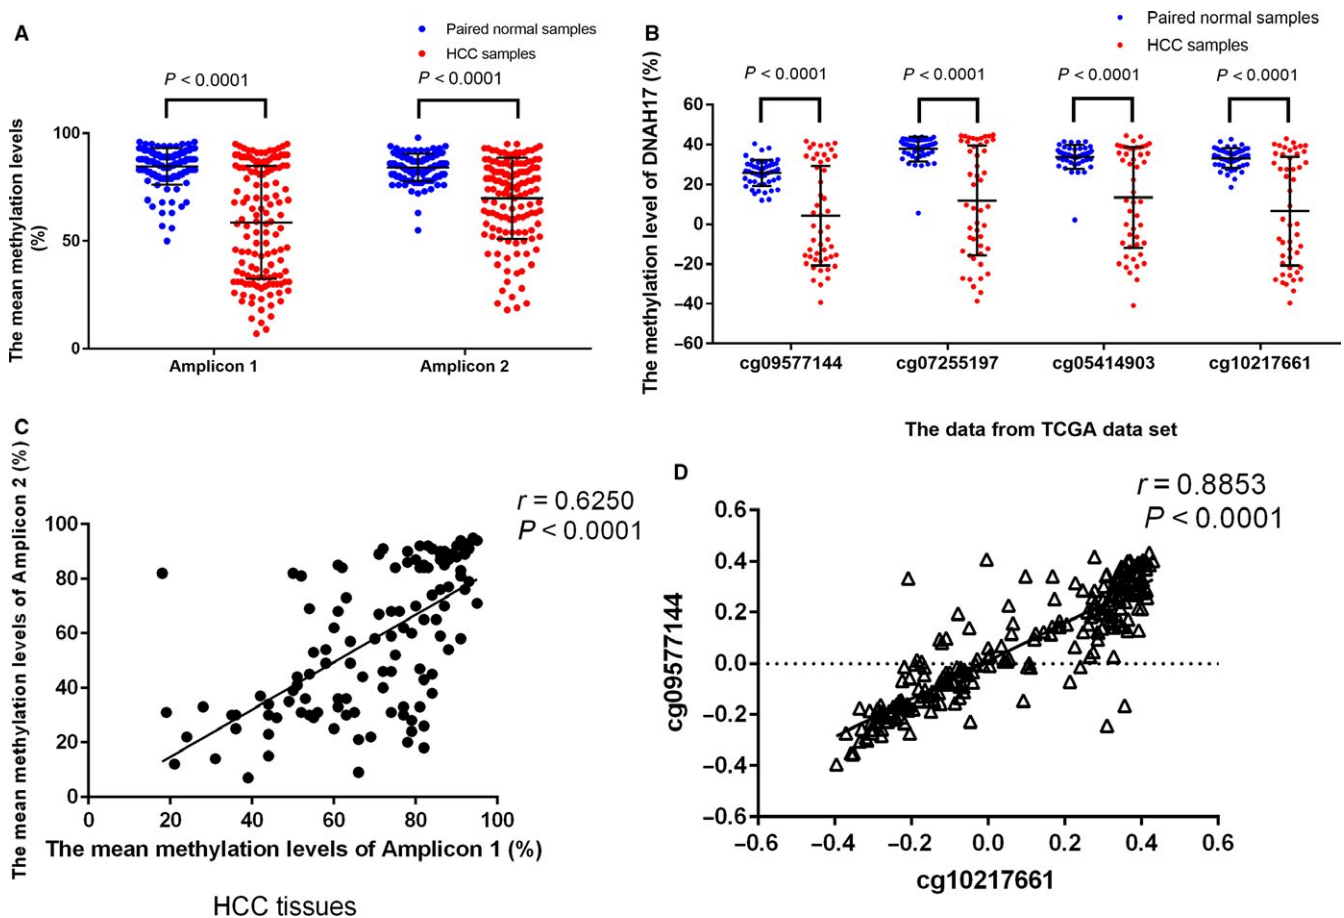 A
Paired normal samples
HCC samples
P < 0.0001
P < 0.0001
The mean methylation levels
(%)
100
50
0
Amplicon 1
Amplicon 2
B
Paired normal samples
HCC samples
P < 0.0001
P < 0.0001
P < 0.0001
P < 0.0001
The methylation level of DNAH17 (%)
60
40
20
0
−20
−40
−60
cg09577144
cg07255197
cg05414903
cg10217661
The data from TCGA data set
C
r = 0.6250
P < 0.0001
The mean methylation levels of Amplicon 2 (%)
100
80
60
40
20
0
0
20
40
60
80
100
The mean methylation levels of Amplicon 1 (%)
HCC tissues
D
r = 0.8853
P < 0.0001
cg09577144
0.6
0.4
0.2
0.0
−0.2
−0.4
−0.6
−0.6
−0.4
−0.2
0.0
0.2
0.4
0.6
cg10217661